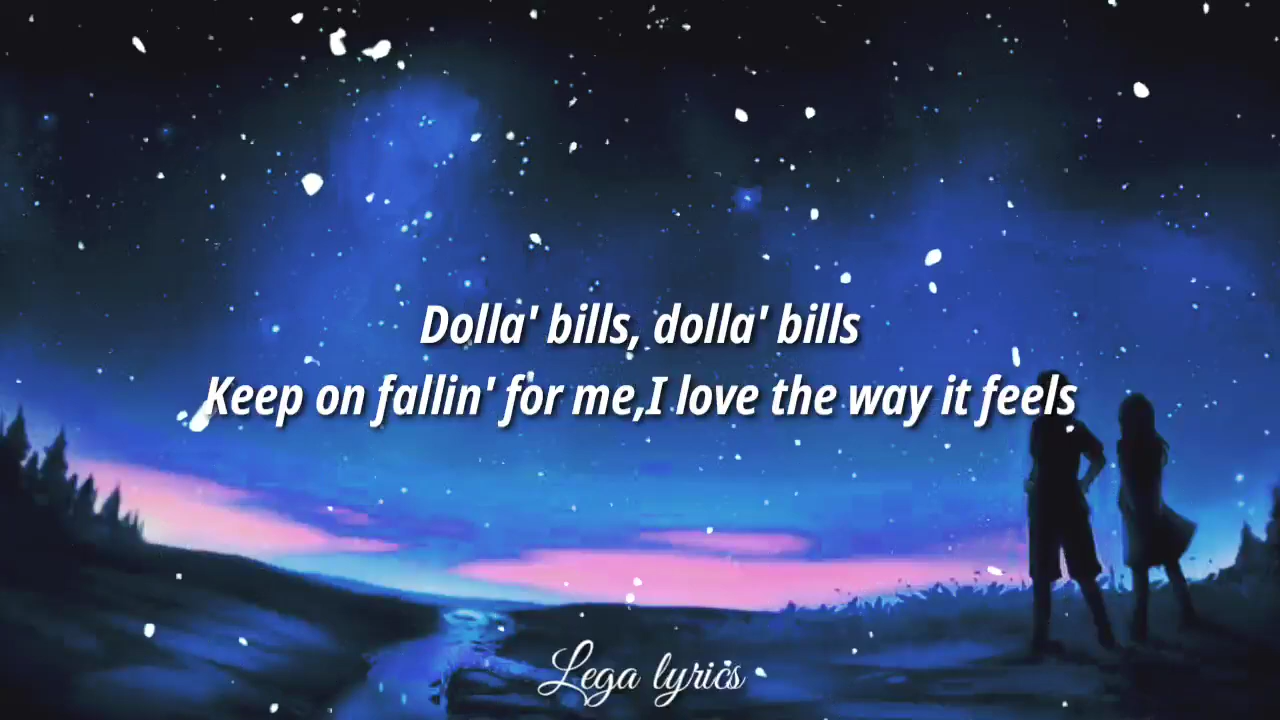 Dolla' bills, dolla' bills
Keep on fallin' for me,I love the way it feels
Lega lyrics